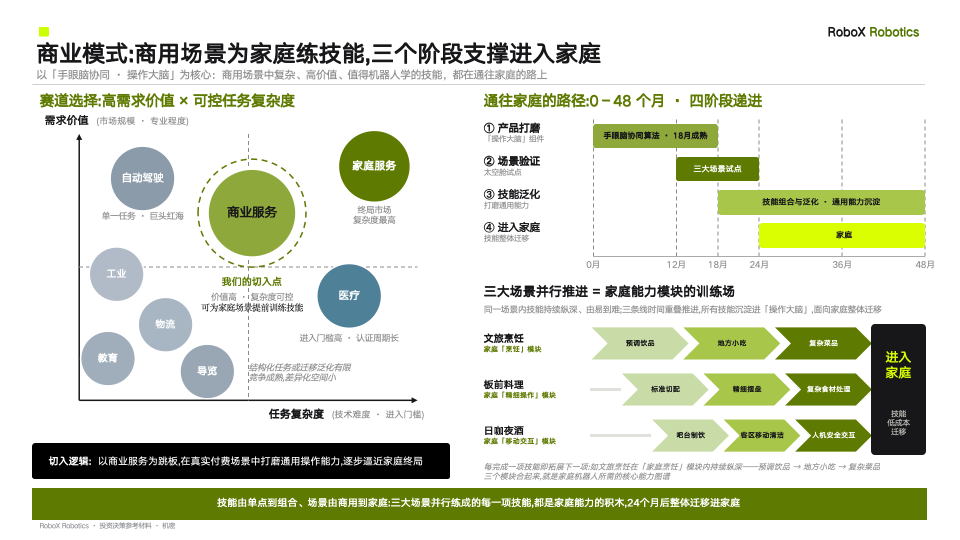 RoboX Robotics
商业模式:商用场景为家庭练技能,三个阶段支撑进入家庭
以「手眼脑协同 · 操作大脑」为核心：商用场景中复杂、高价值、值得机器人学的技能，都在通往家庭的路上
赛道选择:高需求价值 × 可控任务复杂度
需求价值 (市场规模 · 专业程度)
自动驾驶
单一任务 · 巨头红海
商业服务
家庭服务
终局市场
复杂度最高
工业
我们的切入点
价值高 · 复杂度可控
可为家庭场景提前训练技能
医疗
进入门槛高 · 认证周期长
物流
教育
导览
结构化任务或迁移泛化有限
竞争成熟,差异化空间小
任务复杂度 (技术难度 · 进入门槛)
切入逻辑: 以商业服务为跳板,在真实付费场景中打磨通用操作能力,逐步逼近家庭终局
通往家庭的路径:0－48 个月 · 四阶段递进
① 产品打磨
「操作大脑」组件
手眼脑协同算法 · 18月成熟
② 场景验证
太空舱试点
三大场景试点
③ 技能泛化
打磨通用能力
技能组合与泛化 · 通用能力沉淀
④ 进入家庭
技能整体迁移
家庭
0月 12月 18月 24月 36月 48月
三大场景并行推进 = 家庭能力模块的训练场
同一场景内技能持续纵深、由易到难;三条线时间重叠推进,所有技能沉淀进「操作大脑」,面向家庭整体迁移
文旅烹饪
家庭「烹饪」模块
预调饮品 地方小吃 复杂菜品
板前料理
家庭「精细操作」模块
标准切配 精细摆盘 复杂食材处理
日咖夜酒
家庭「移动交互」模块
吧台制饮 客区移动清洁 人机安全交互
进入
家庭
技能
低成本
迁移
每完成一项技能即拓展下一项:如文旅烹饪在「家庭烹饪」模块内持续纵深——预调饮品 → 地方小吃 → 复杂菜品
三个模块合起来,就是家庭机器人所需的核心能力图谱
技能由单点到组合、场景由商用到家庭:三大场景并行练成的每一项技能,都是家庭能力的积木,24个月后整体迁移进家庭
RoboX Robotics · 投资决策参考材料 · 机密